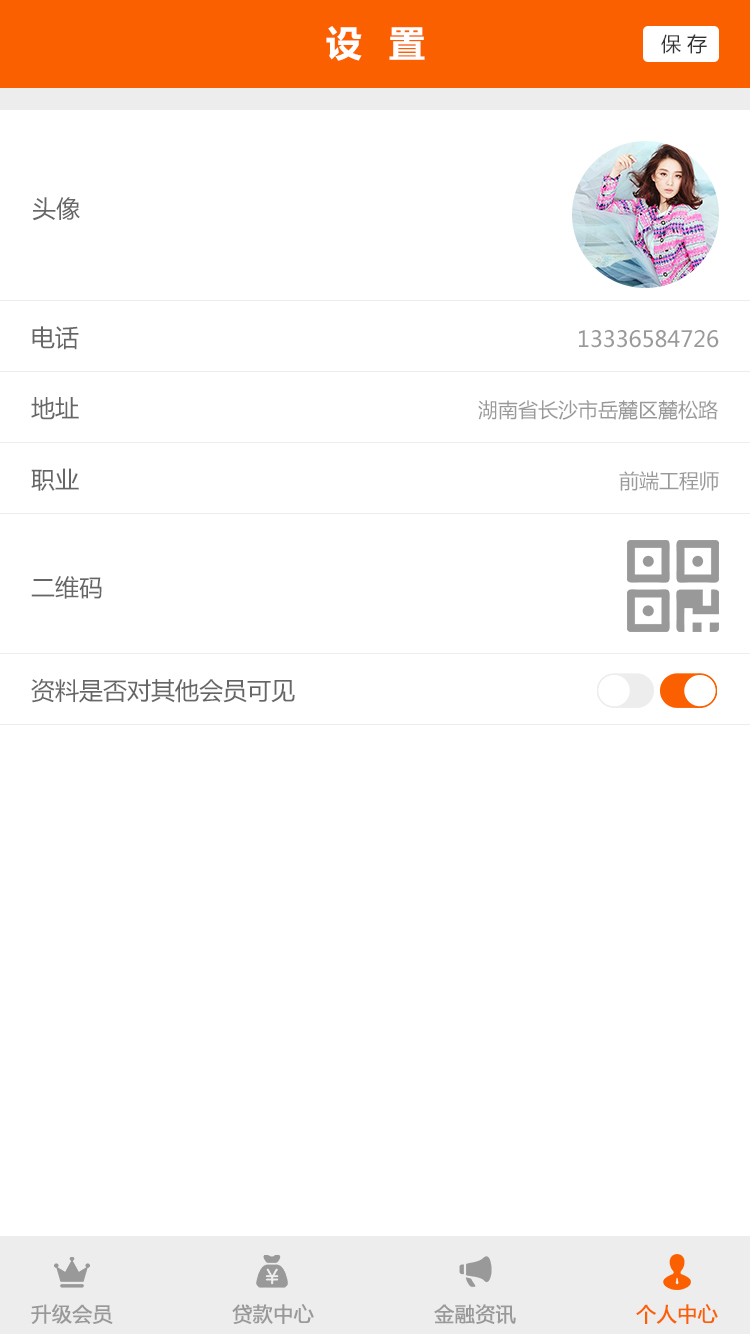 设 置
保 存
头像
电话
13336584726
地址
湖南省长沙市岳麓区麓松路
职业
前端工程师
二维码
资料是否对其他会员可见
¥
升级会员
贷款中心
金融资讯
个人中心